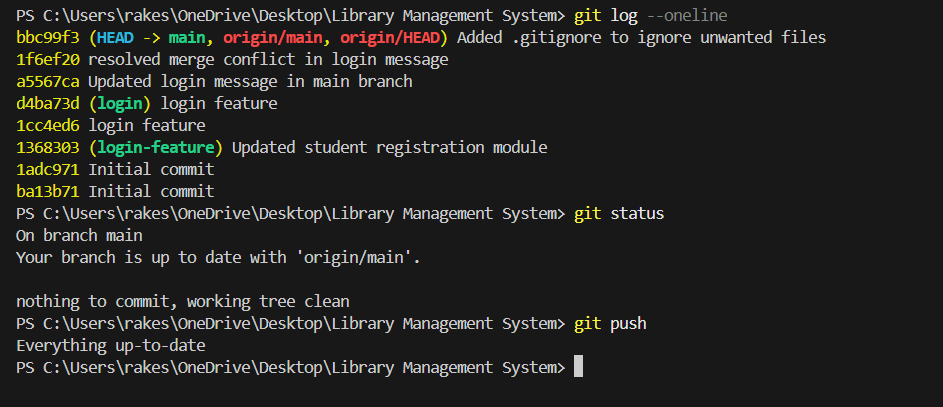 PS C:\Users\rakes\OneDrive\Desktop\Library Management System> git log --oneline
bbc99f3 (HEAD -> main, origin/main, origin/HEAD) Added .gitignore to ignore unwanted files
1f6ef20 resolved merge conflict in login message
a5567ca Updated login message in main branch
d4ba73d (login) login feature
1cc4ed6 login feature
1368303 (login-feature) Updated student registration module
1adc971 Initial commit
ba13b71 Initial commit
PS C:\Users\rakes\OneDrive\Desktop\Library Management System> git status
On branch main
Your branch is up to date with 'origin/main'.

nothing to commit, working tree clean
PS C:\Users\rakes\OneDrive\Desktop\Library Management System> git push
Everything up-to-date
PS C:\Users\rakes\OneDrive\Desktop\Library Management System>